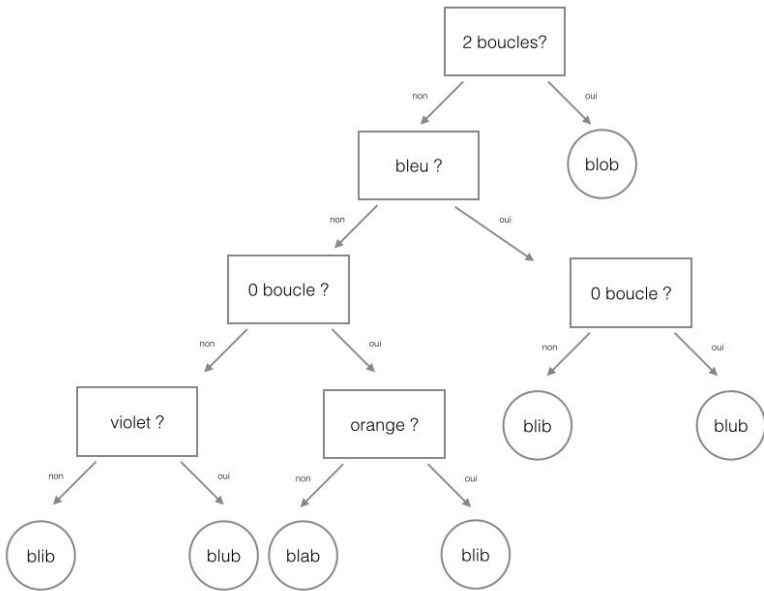 2 boucles?
non
oui
bleu ?
blob
non
oui
0 boucle ?
0 boucle ?
non
oui
non
oui
violet ?
orange ?
blib
blub
non
oui
non
oui
blib
blub
blab
blib